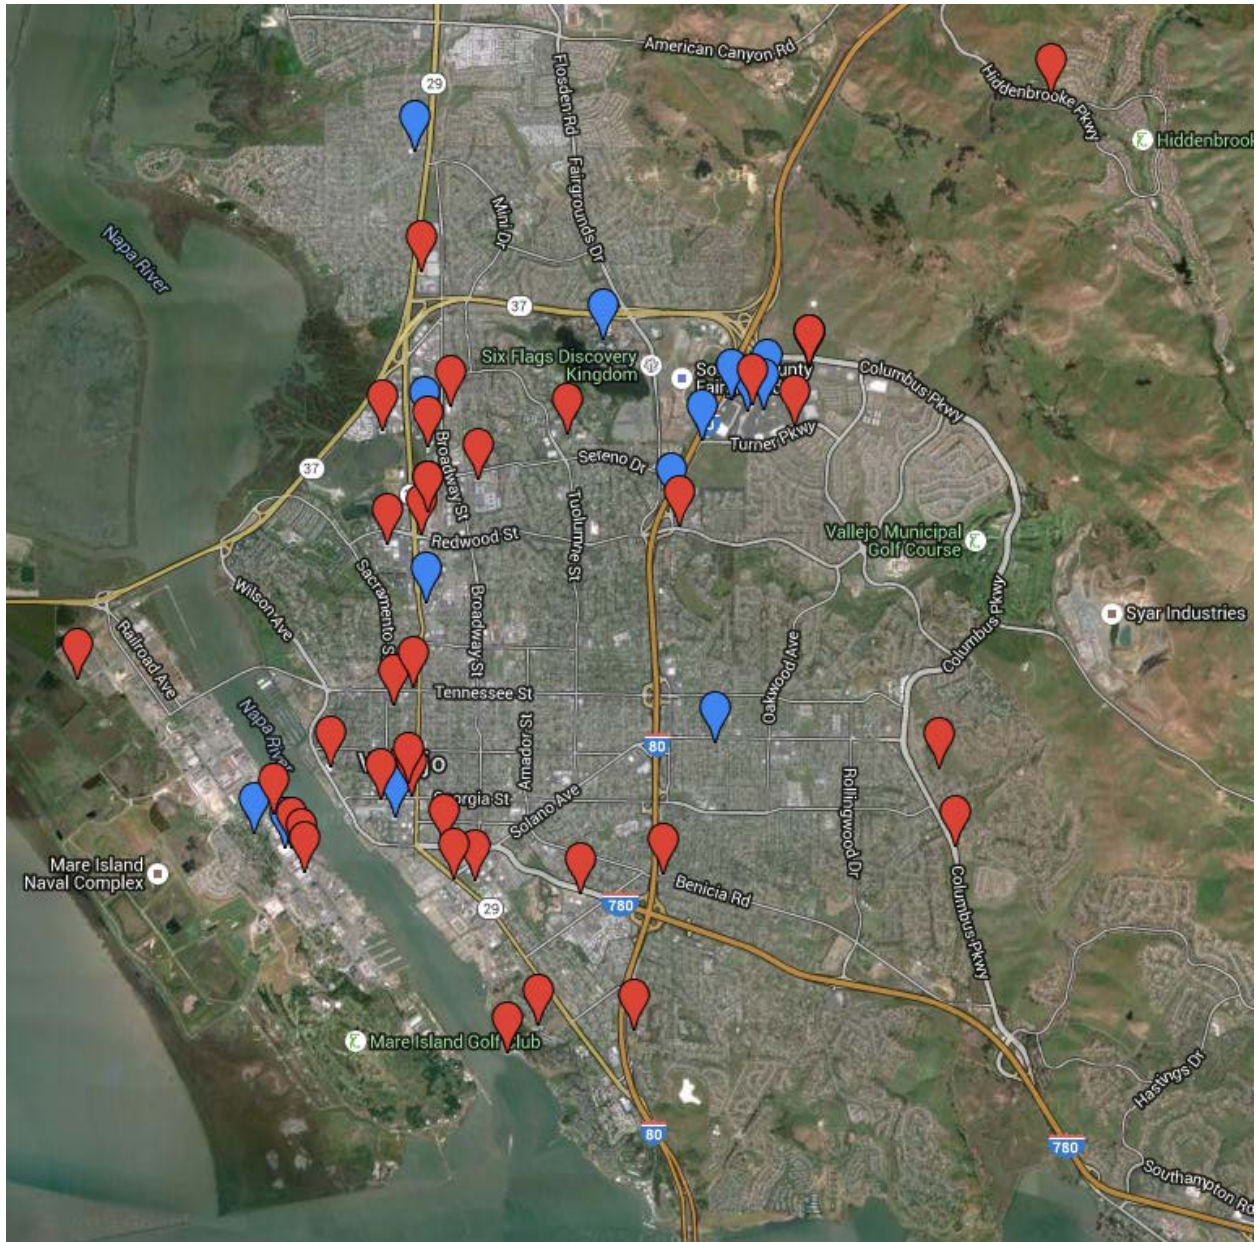 American Canyon Rd
29
Flosden Rd
Hiddenbrooke Pkwy
Hiddenbrook
Fairgrounds Dr
Mini Dr
Napa River
37
Six Flags Discovery
Kingdom
Columbus Pkwy
Turner Pkwy
Broadway St
Sereno Dr
37
Tuolumne St
Redwood St
Vallejo Municipal
Golf Course
Sacramento S
Wilson Ave
Broadway St
Columbus Pkwy
Syar Industries
Railroad Ave
Oakwood Ave
Tennessee St
Napa River
Amador St
80
Solano Ave
Rollingwood Dr
Mare Island
Naval Complex
Benicia Rd
780
29
Columbus Pkwy
Mare Island Golf Club
Hastings Dr
80
780
Southampton Rd